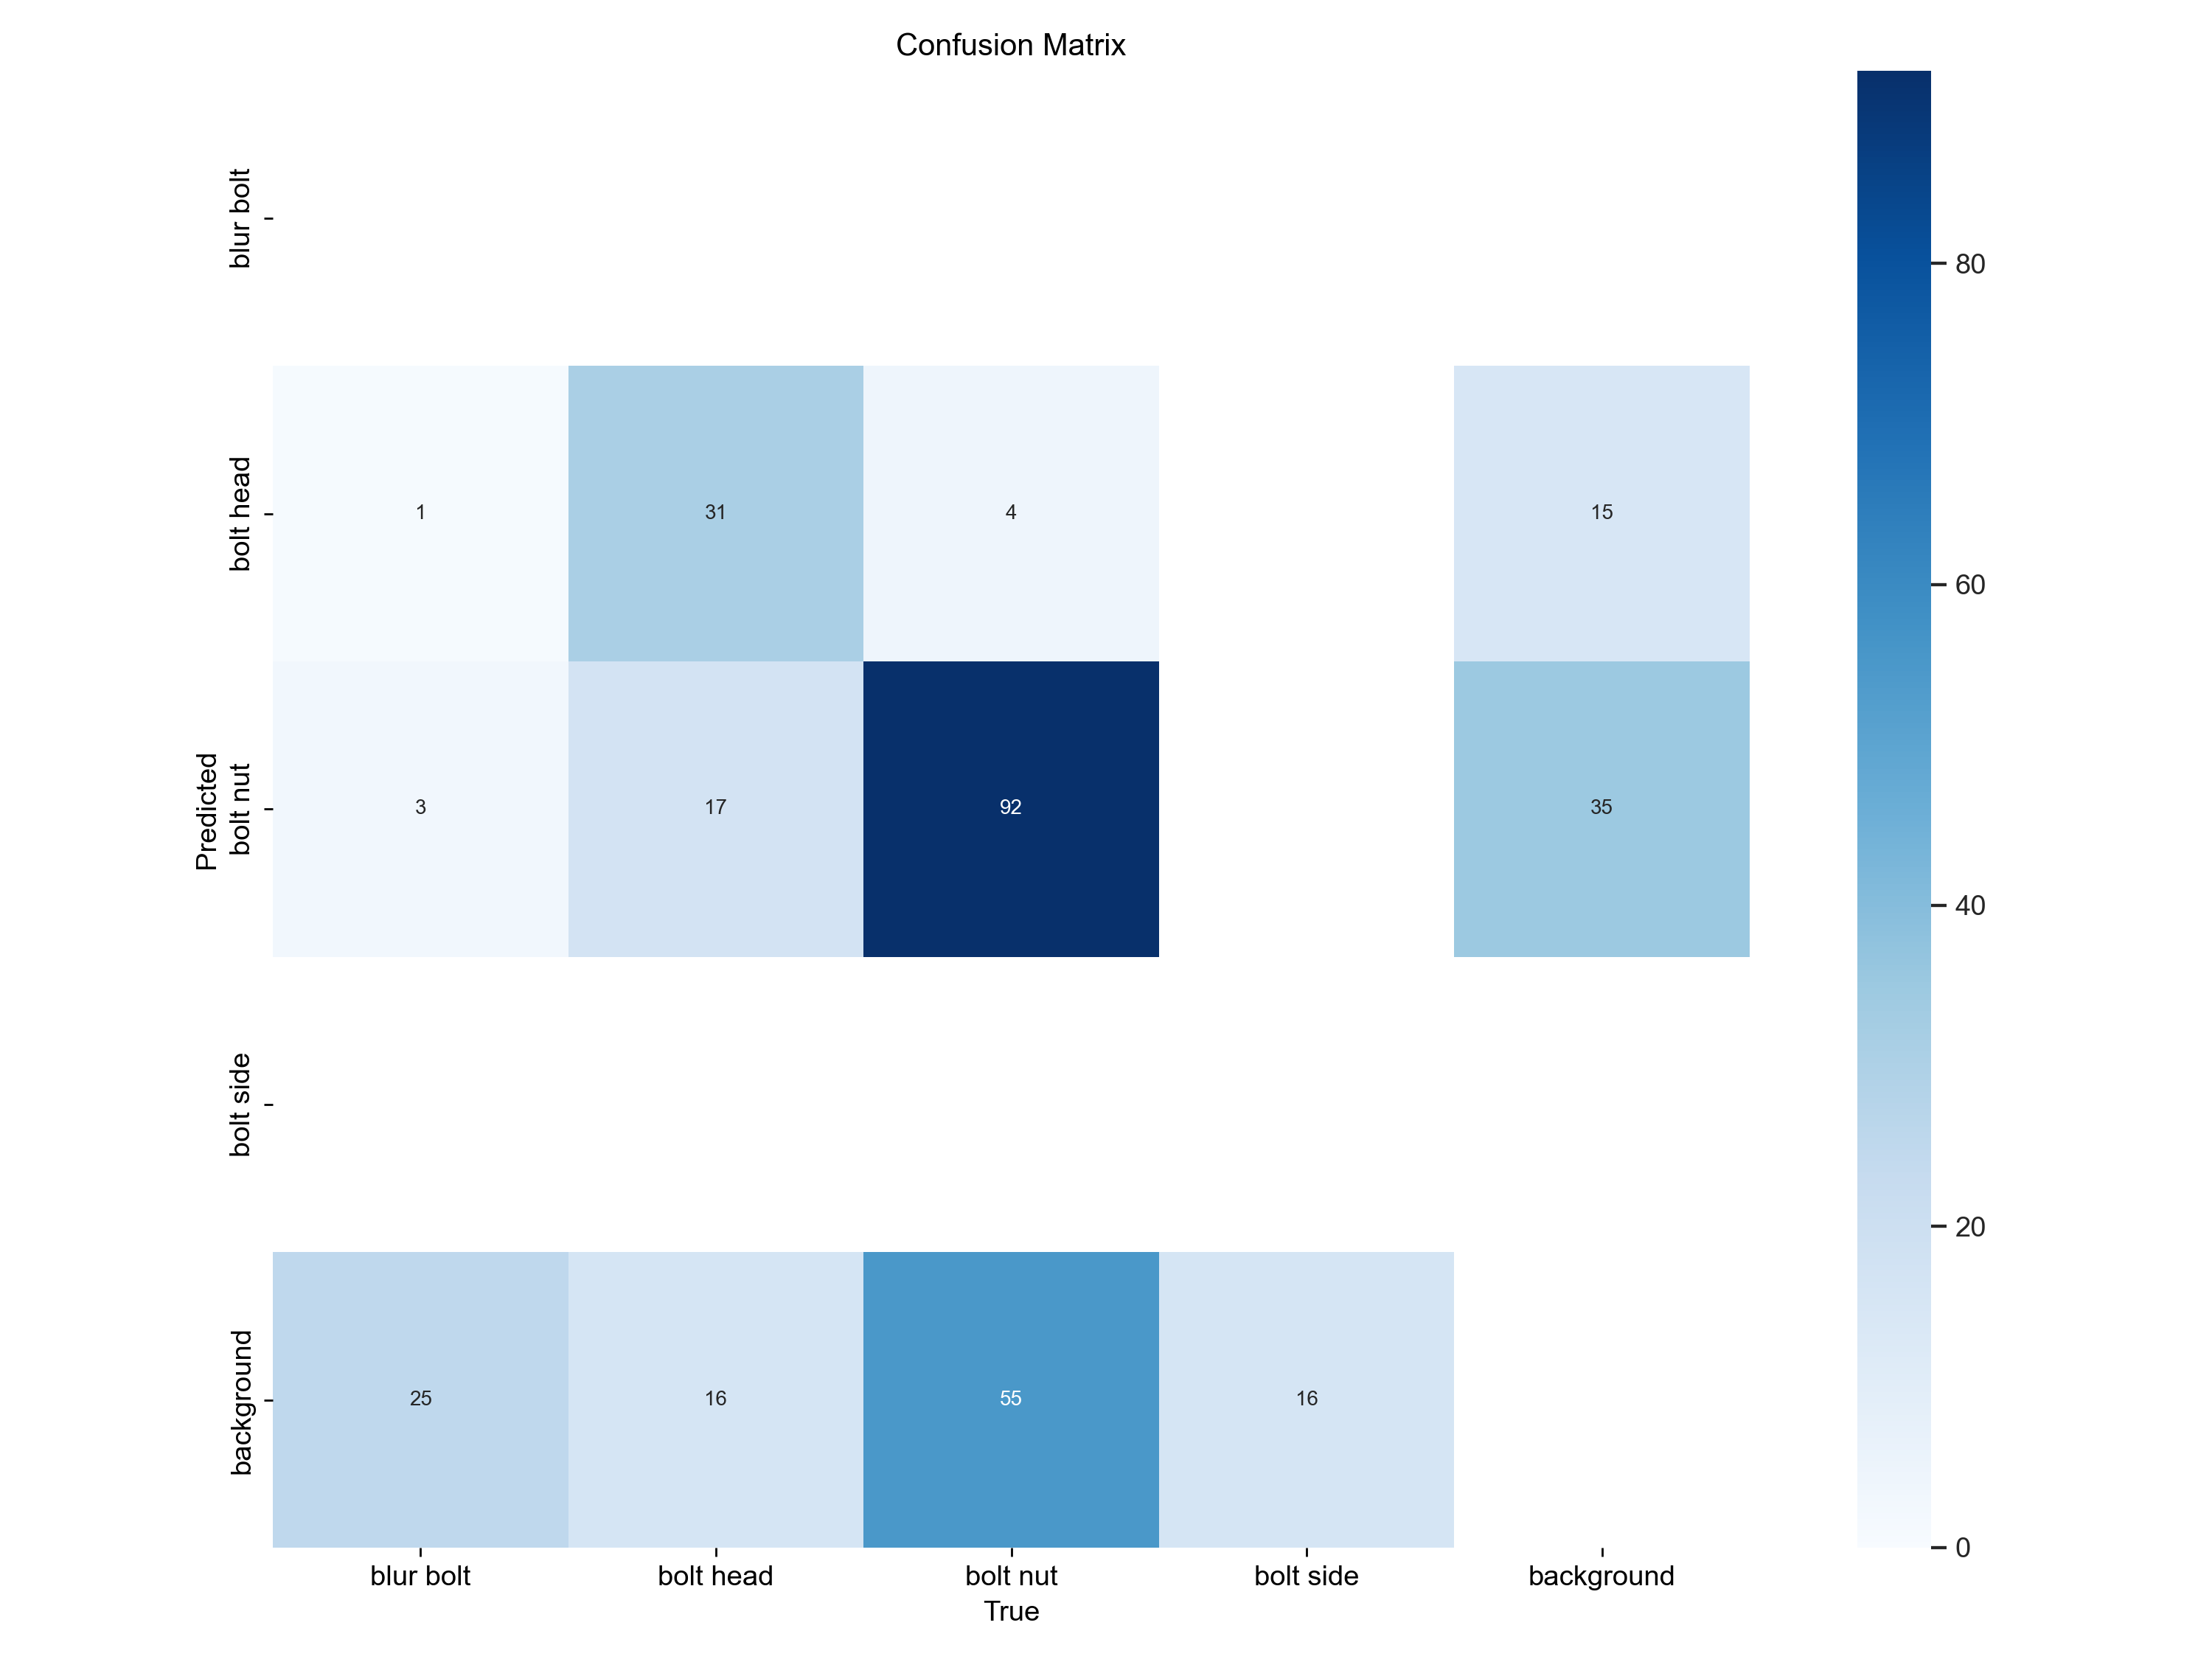 Confusion Matrix
blur bolt
bolt head
bolt nut
bolt side
background
Predicted
1 31 4 15
3 17 92 35
25 16 55 16
blur bolt bolt head bolt nut bolt side background
True
80
60
40
20
0